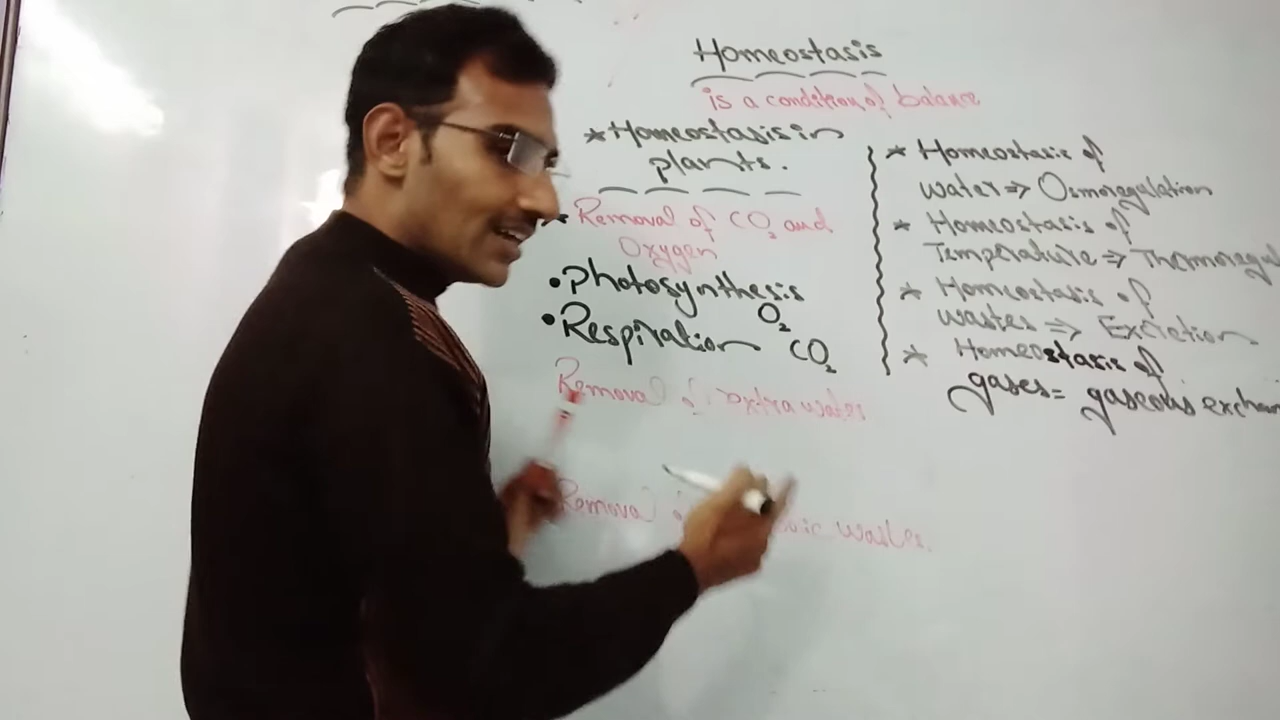 Homeostasis
is a condition of balance
* Homeostasis in
plants.
* Removal of CO₂ and
Oxygen
• Photosynthesis
O₂
• Respiration CO₂
Removal of extra water
Removal wastes.
* Homeostasis of
water ⇒ Osmoregulation
* Homeostasis of
Temperature ⇒ Thermoregul
* Homeostasis of
wastes ⇒ Excretion
* Homeostasis of
gases = gaseous exchan